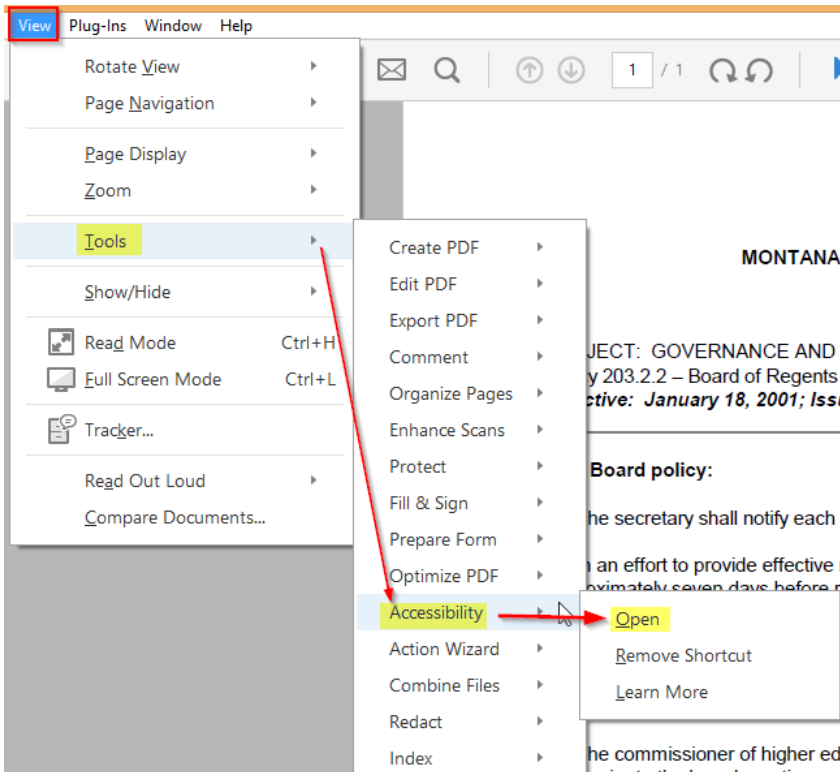 View Plug-Ins Window Help
1 / 1
Rotate View
Page Navigation
Page Display
Zoom
Tools
Show/Hide
Read Mode Ctrl+H
Full Screen Mode Ctrl+L
Tracker...
Read Out Loud
Compare Documents...
Create PDF
Edit PDF
Export PDF
Comment
Organize Pages
Enhance Scans
Protect
Fill & Sign
Prepare Form
Optimize PDF
Accessibility
Action Wizard
Combine Files
Redact
Index
Open
Remove Shortcut
Learn More
MONTANA
JECT: GOVERNANCE AND
y 203.2.2 – Board of Regents
ctive: January 18, 2001; Iss
Board policy:
he secretary shall notify each
an effort to provide effective
oximately seven days before
he commissioner of higher ed